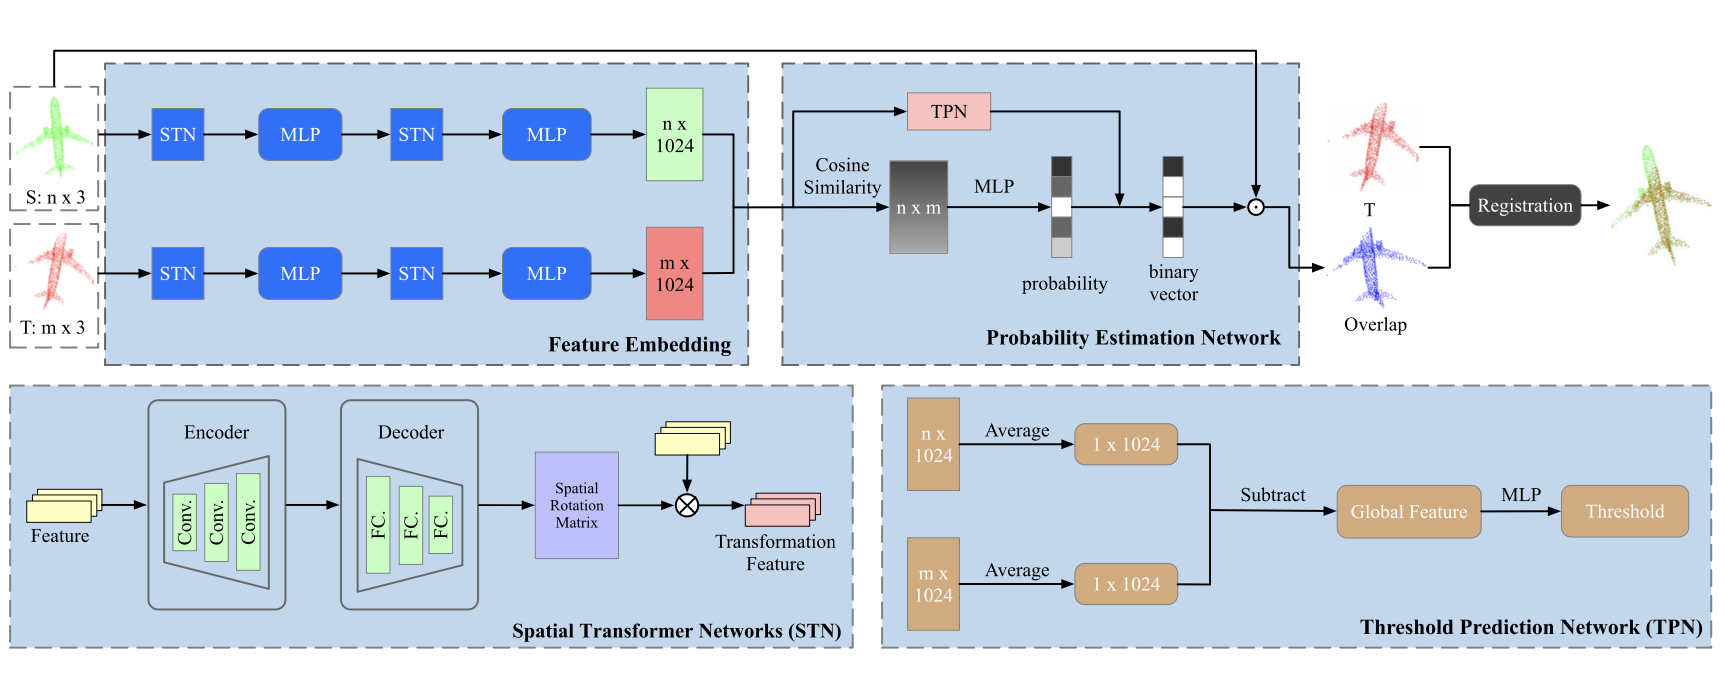 S: n x 3
STN
MLP
STN
MLP
n x
1024
T: m x 3
STN
MLP
STN
MLP
m x
1024
Feature Embedding
TPN
Cosine
Similarity
n x m
MLP
probability
binary
vector
Probability Estimation Network
T
Overlap
Registration
Feature
Encoder
Conv.
Conv.
Conv.
Decoder
FC.
FC.
FC.
Spatial
Rotation
Matrix
Transformation
Feature
Spatial Transformer Networks (STN)
n x
1024
Average
1 x 1024
m x
1024
Average
1 x 1024
Subtract
Global Feature
MLP
Threshold
Threshold Prediction Network (TPN)